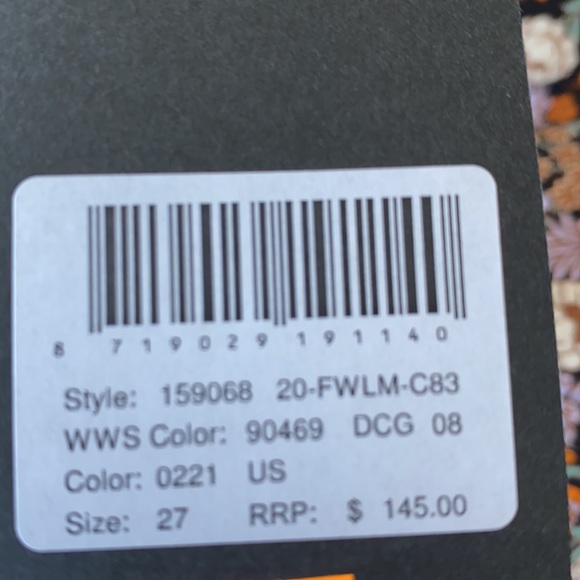 8 719029 191140
Style: 159068 20-FWLM-C83
WWS Color: 90469 DCG 08
Color: 0221 US
Size: 27 RRP: $ 145.00